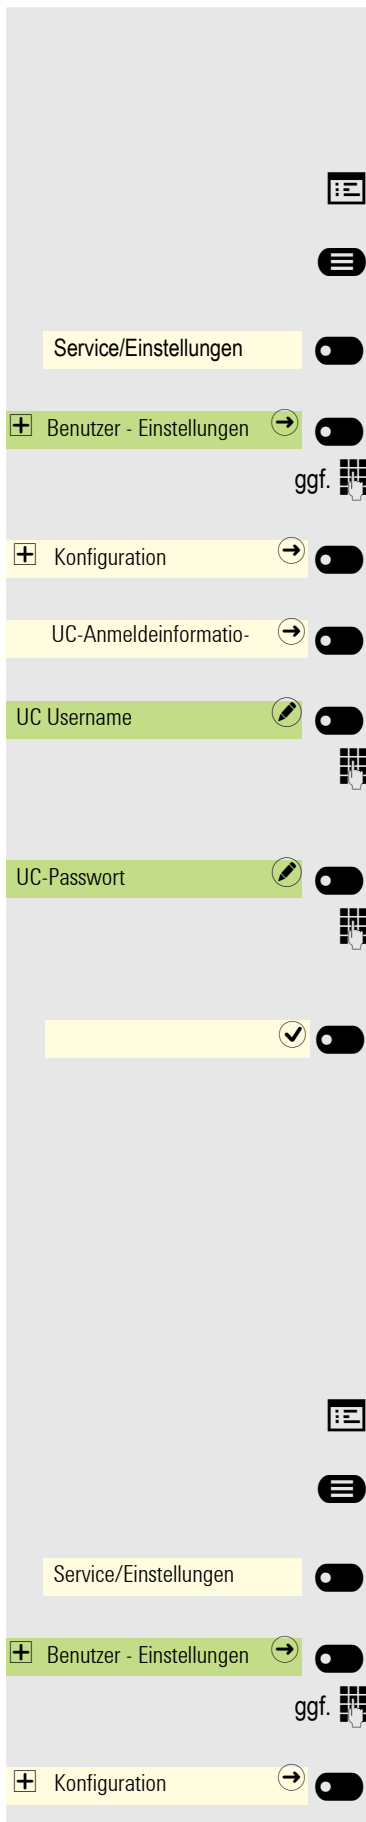 Service/Einstellungen
Benutzer - Einstellungen
ggf.
Konfiguration
UC-Anmeldeinformatio-
UC Username
UC-Passwort
Service/Einstellungen
Benutzer - Einstellungen
ggf.
Konfiguration